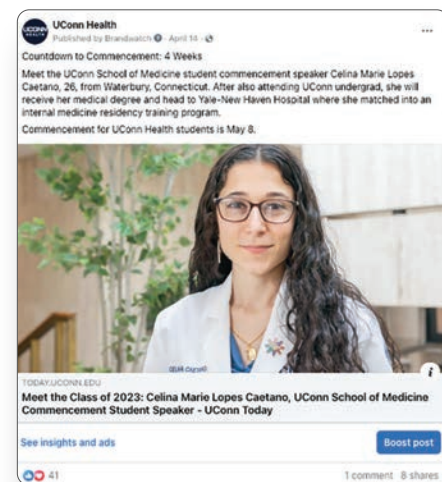 UConn Health
Published by Brandwatch · April 14 ·
Countdown to Commencement: 4 Weeks
Meet the UConn School of Medicine student commencement speaker Celina Marie Lopes
Caetano, 26, from Waterbury, Connecticut. After also attending UConn undergrad, she will
receive her medical degree and head to Yale-New Haven Hospital where she matched into an
internal medicine residency training program.
Commencement for UConn Health students is May 8.
TODAY.UCONN.EDU
Meet the Class of 2023: Celina Marie Lopes Caetano, UConn School of Medicine
Commencement Student Speaker - UConn Today
See insights and ads
Boost post
41
1 comment 8 shares